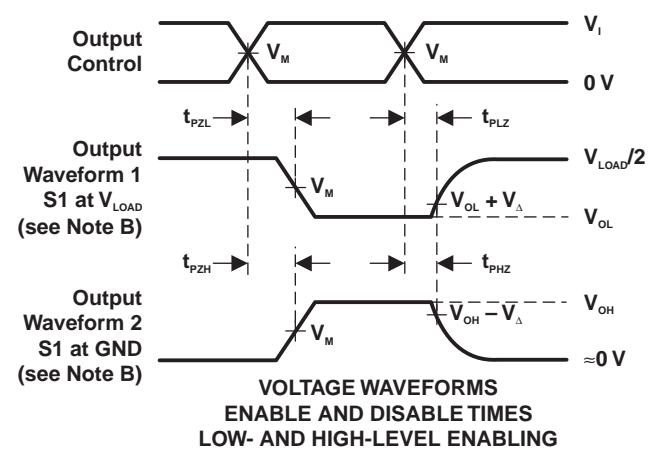 Output
Control
V_M
V_M
V_I
0 V
t_PZL
t_PLZ
Output
Waveform 1
S1 at V_LOAD
(see Note B)
V_M
V_OL + V_Δ
V_LOAD/2
V_OL
t_PZH
t_PHZ
Output
Waveform 2
S1 at GND
(see Note B)
V_M
V_OH – V_Δ
V_OH
≈0 V
VOLTAGE WAVEFORMS
ENABLE AND DISABLE TIMES
LOW- AND HIGH-LEVEL ENABLING